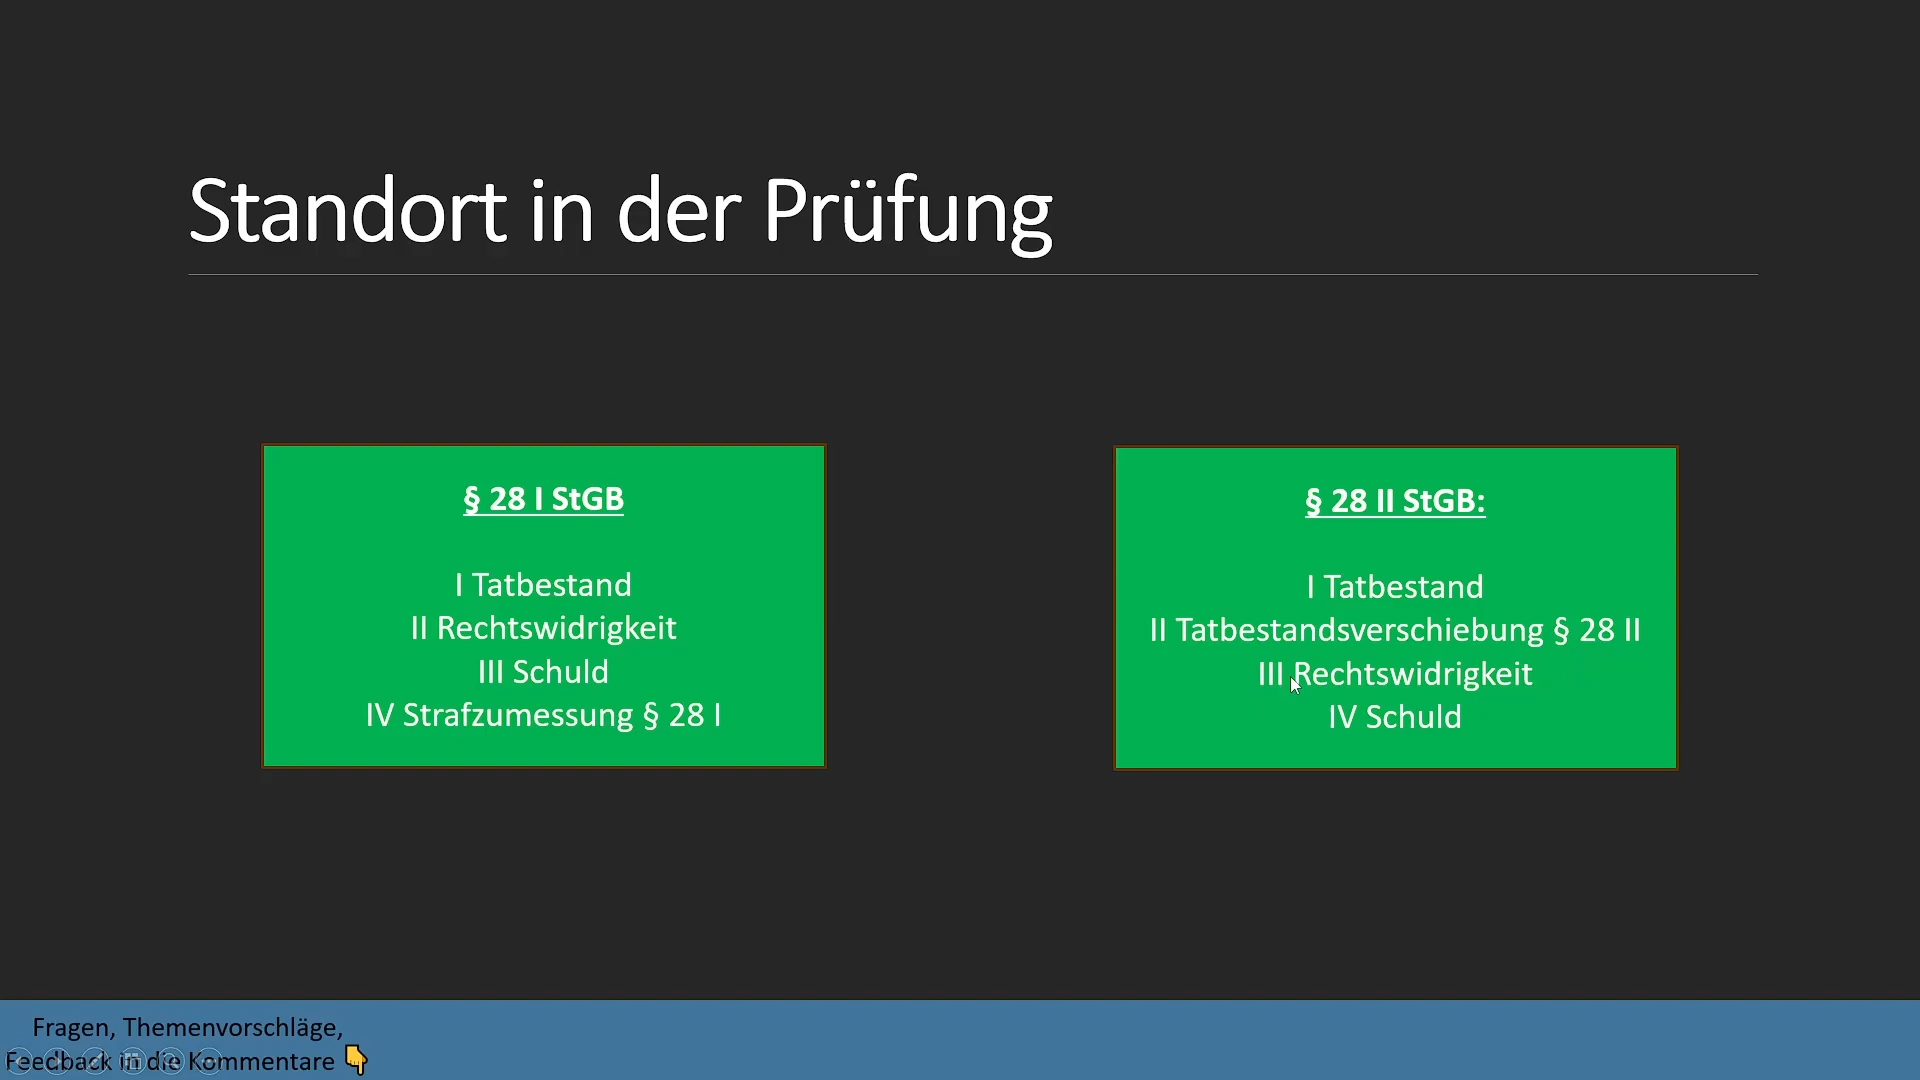 Standort in der Prüfung
§ 28 I StGB
I Tatbestand
II Rechtswidrigkeit
III Schuld
IV Strafzumessung § 28 I
§ 28 II StGB:
I Tatbestand
II Tatbestandsverschiebung § 28 II
III Rechtswidrigkeit
IV Schuld
Fragen, Themenvorschläge,
Feedback in die Kommentare 👇